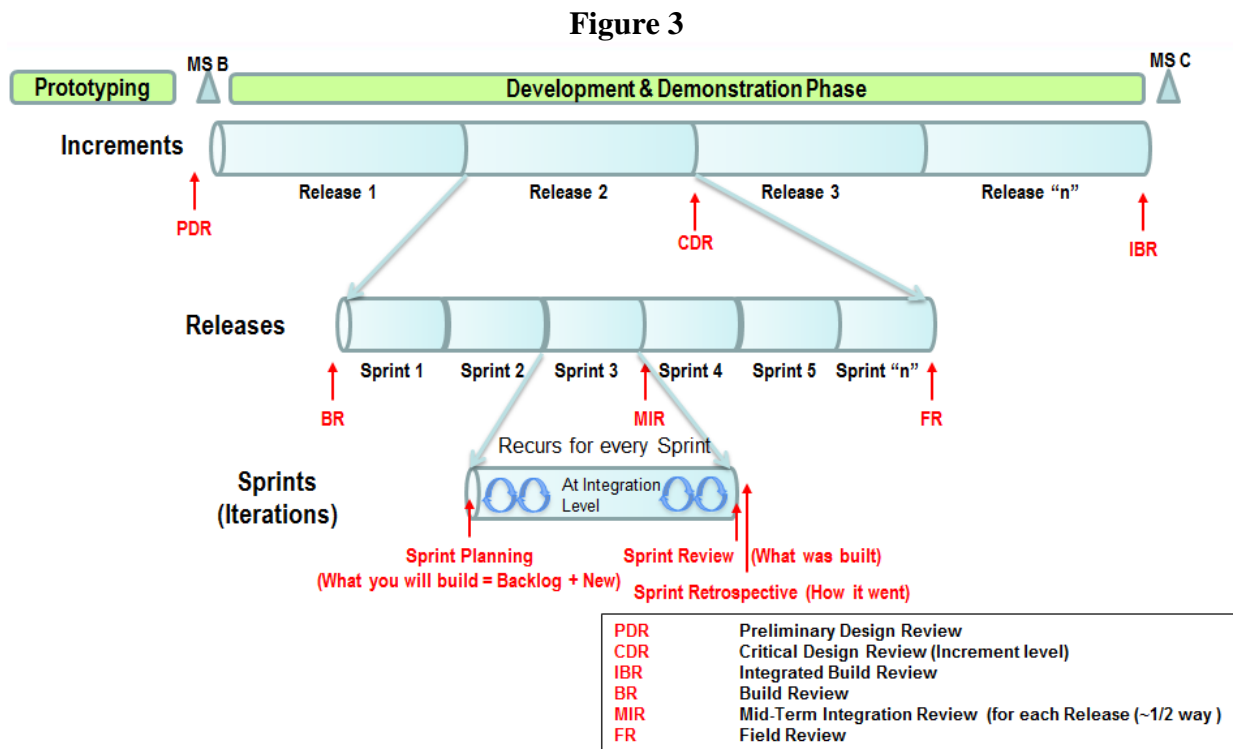 Figure 3
MS B
MS C
Prototyping
Development & Demonstration Phase
Increments
Release 1
Release 2
Release 3
Release “n”
PDR
CDR
IBR
Releases
Sprint 1
Sprint 2
Sprint 3
Sprint 4
Sprint 5
Sprint “n”
BR
MIR
FR
Recurs for every Sprint
Sprints
(Iterations)
At Integration
Level
Sprint Planning
(What you will build = Backlog + New)
Sprint Review (What was built)
Sprint Retrospective (How it went)
PDR Preliminary Design Review
CDR Critical Design Review (Increment level)
IBR Integrated Build Review
BR Build Review
MIR Mid-Term Integration Review (for each Release (~1/2 way )
FR Field Review